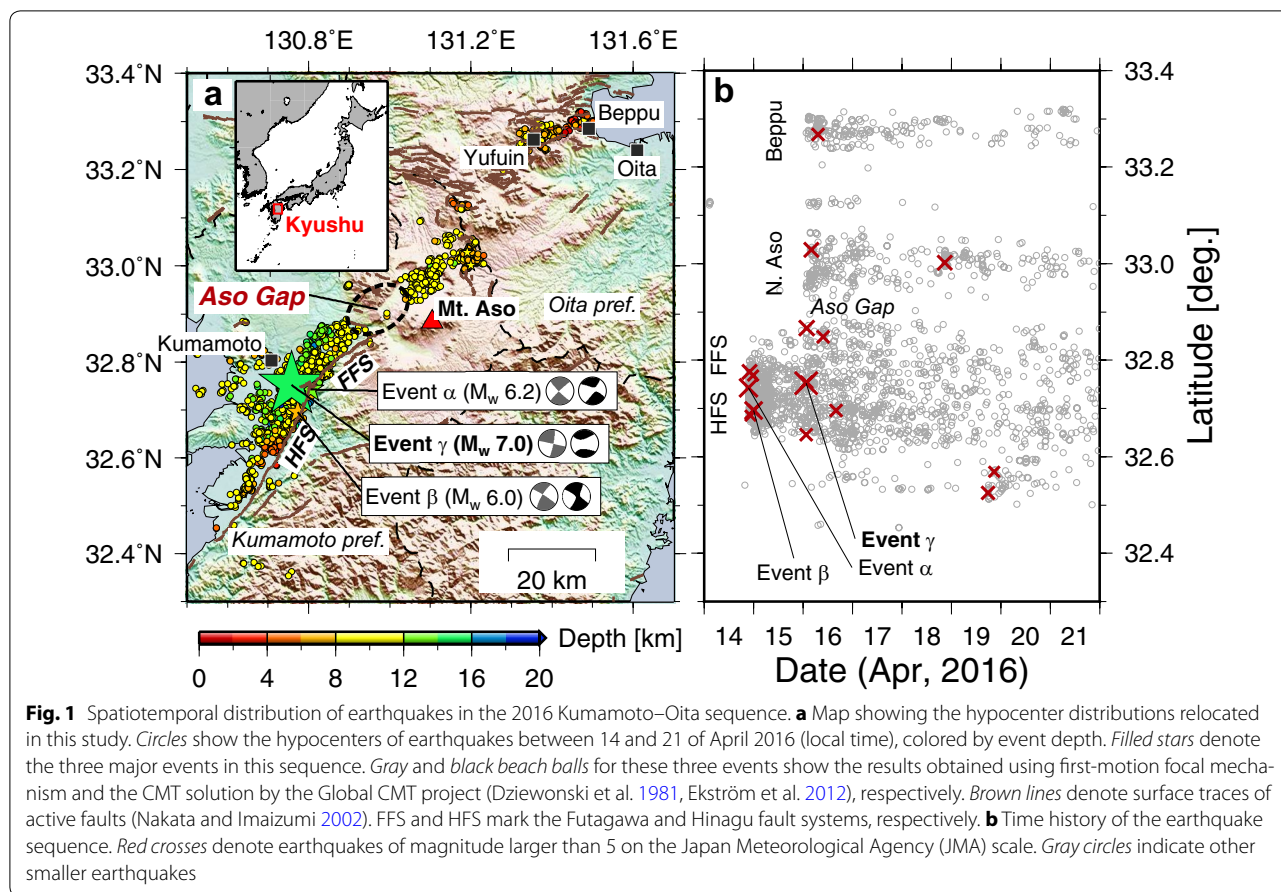 130.8˚E 131.2˚E 131.6˚E
33.4˚N
33.2˚N
33.0˚N
32.8˚N
32.6˚N
32.4˚N
a
Kyushu
Beppu
Yufuin
Oita
Aso Gap
Mt. Aso
Oita pref.
Kumamoto
FFS
HFS
Event α (Mw 6.2)
Event γ (Mw 7.0)
Event β (Mw 6.0)
Kumamoto pref.
20 km
Depth [km]
0 4 8 12 16 20
b
Beppu
N. Aso
Aso Gap
FFS
HFS
Event γ
Event β
Event α
33.4
33.2
33.0
32.8
32.6
32.4
Latitude [deg.]
14 15 16 17 18 19 20 21
Date (Apr, 2016)
Fig. 1 Spatiotemporal distribution of earthquakes in the 2016 Kumamoto–Oita sequence. a Map showing the hypocenter distributions relocated
in this study. Circles show the hypocenters of earthquakes between 14 and 21 of April 2016 (local time), colored by event depth. Filled stars denote
the three major events in this sequence. Gray and black beach balls for these three events show the results obtained using first-motion focal mecha-
nism and the CMT solution by the Global CMT project (Dziewonski et al. 1981, Ekström et al. 2012), respectively. Brown lines denote surface traces of
active faults (Nakata and Imaizumi 2002). FFS and HFS mark the Futagawa and Hinagu fault systems, respectively. b Time history of the earthquake
sequence. Red crosses denote earthquakes of magnitude larger than 5 on the Japan Meteorological Agency (JMA) scale. Gray circles indicate other
smaller earthquakes